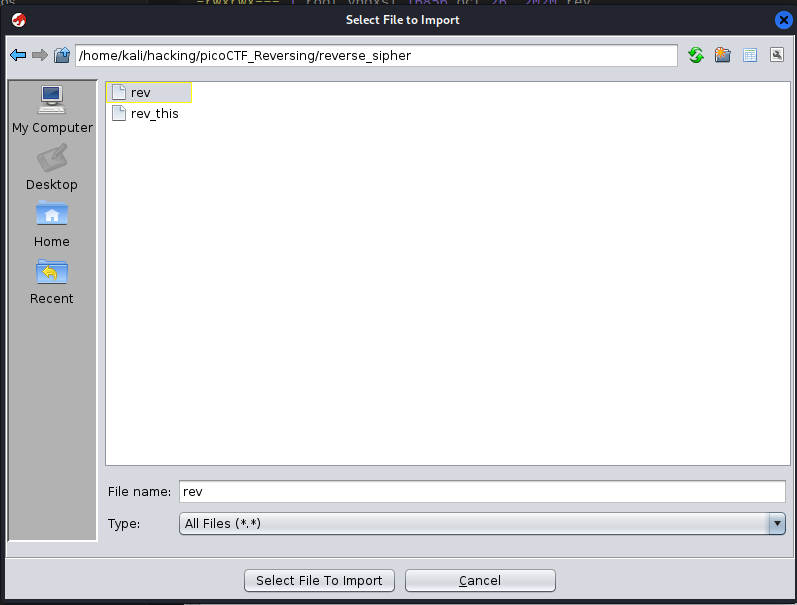 Select File to Import
/home/kali/hacking/picoCTF_Reversing/reverse_sipher
My Computer
Desktop
Home
Recent
rev
rev_this
File name: rev
Type: All Files (*.*)
Select File To Import
Cancel